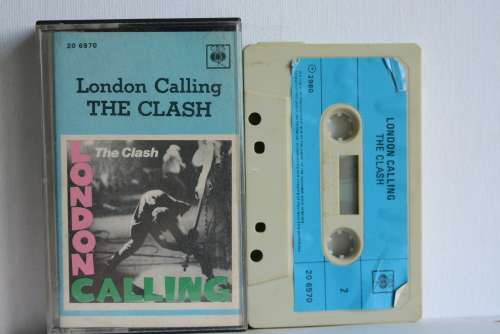 20 6970
CBS
London Calling
THE CLASH
The Clash
LONDON
CALLING
℗ 1980
LONDON CALLING
THE CLASH
20 6970
2
CBS